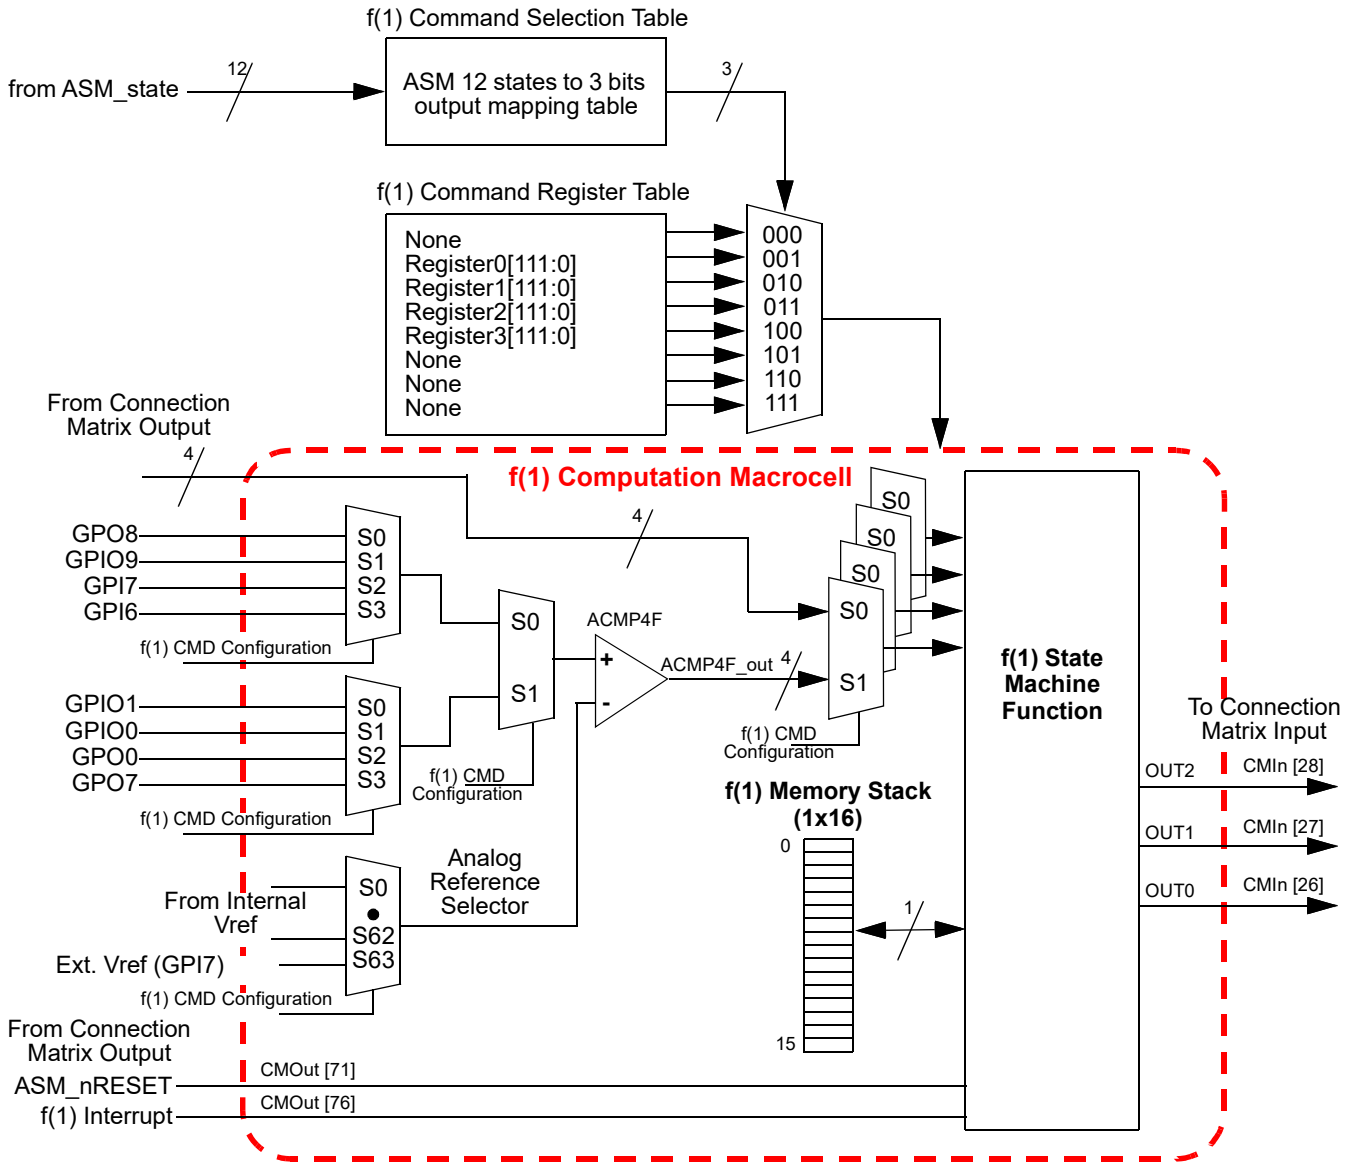 f(1) Command Selection Table
from ASM_state
12
ASM 12 states to 3 bits
output mapping table
3
f(1) Command Register Table
None
Register0[111:0]
Register1[111:0]
Register2[111:0]
Register3[111:0]
None
None
None
000
001
010
011
100
101
110
111
From Connection
Matrix Output
4
f(1) Computation Macrocell
GPO8
GPIO9
GPI7
GPI6
S0
S1
S2
S3
f(1) CMD Configuration
GPIO1
GPIO0
GPO0
GPO7
S0
S1
S2
S3
f(1) CMD Configuration
S0
S1
f(1) CMD
Configuration
ACMP4F
+
-
ACMP4F_out
4
4
S0
S0
S0
S0
S1
f(1) CMD
Configuration
f(1) State
Machine
Function
From Internal
Vref
Ext. Vref (GPI7)
S0
S62
S63
f(1) CMD Configuration
Analog
Reference
Selector
f(1) Memory Stack
(1x16)
0
15
1
To Connection
Matrix Input
OUT2
CMIn [28]
OUT1
CMIn [27]
OUT0
CMIn [26]
From Connection
Matrix Output
ASM_nRESET
CMOut [71]
f(1) Interrupt
CMOut [76]